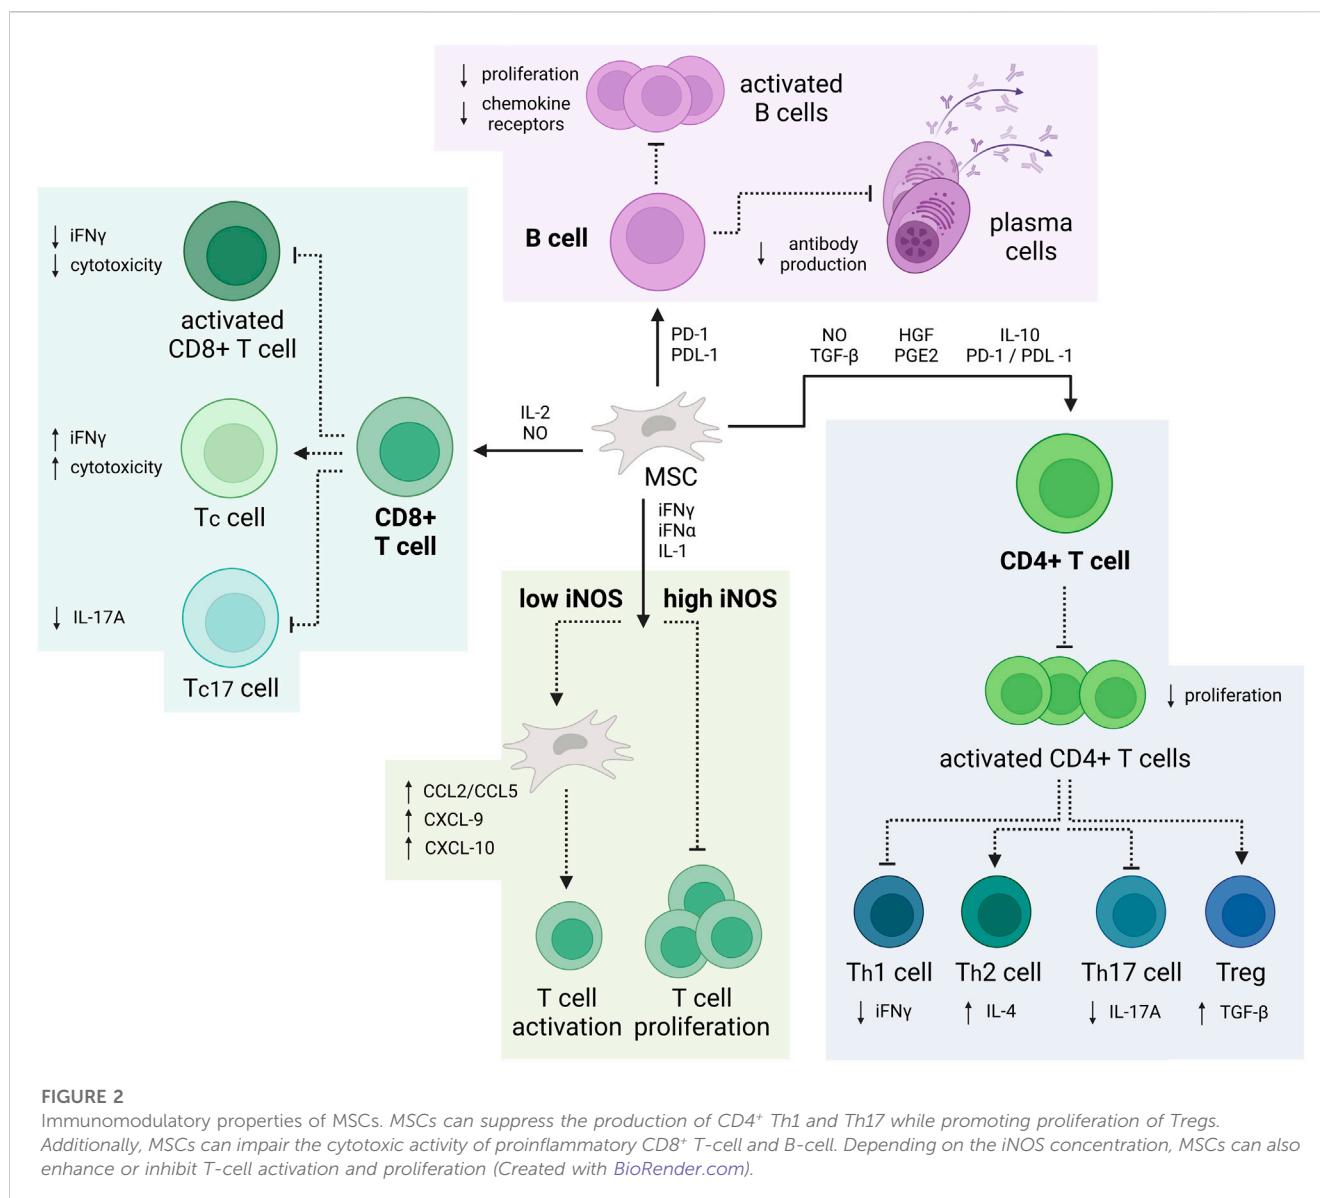 ↓ proliferation
↓ chemokine
receptors
activated
B cells
B cell
↓ antibody
production
plasma
cells
↓ iFNγ
↓ cytotoxicity
activated
CD8+ T cell
↑ iFNγ
↑ cytotoxicity
Tc cell
CD8+
T cell
↓ IL-17A
Tc17 cell
IL-2
NO
PD-1
PDL-1
MSC
NO
TGF-β
HGF
PGE2
IL-10
PD-1 / PDL -1
iFNγ
iFNα
IL-1
low iNOS
high iNOS
↑ CCL2/CCL5
↑ CXCL-9
↑ CXCL-10
T cell
activation
T cell
proliferation
CD4+ T cell
↓ proliferation
activated CD4+ T cells
Th1 cell
↓ iFNγ
Th2 cell
↑ IL-4
Th17 cell
↓ IL-17A
Treg
↑ TGF-β
FIGURE 2
Immunomodulatory properties of MSCs. MSCs can suppress the production of CD4⁺ Th1 and Th17 while promoting proliferation of Tregs.
Additionally, MSCs can impair the cytotoxic activity of proinflammatory CD8⁺ T-cell and B-cell. Depending on the iNOS concentration, MSCs can also
enhance or inhibit T-cell activation and proliferation (Created with BioRender.com).